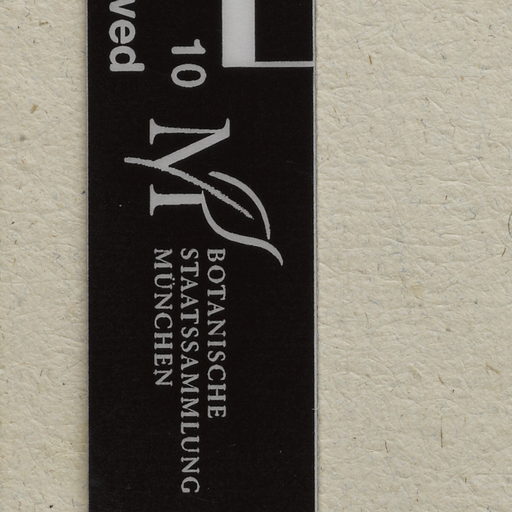 10
ved
M
BOTANISCHE
STAATSSAMMLUNG
MÜNCHEN